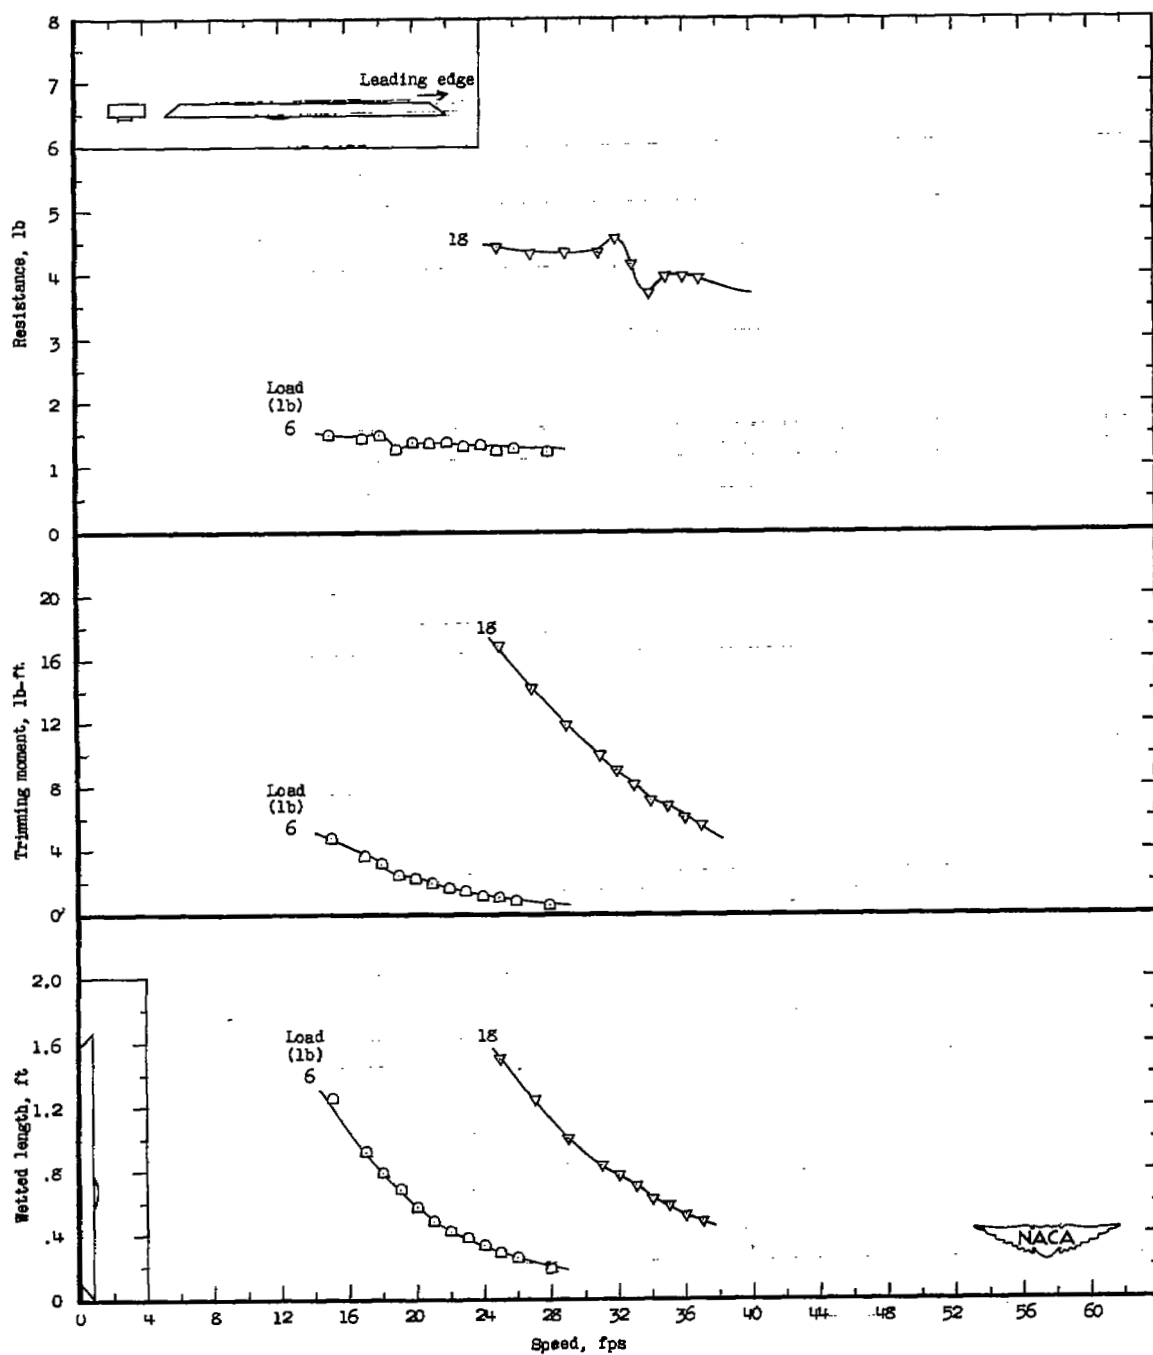 8
7
6
5
4
3
2
1
0
Resistance, lb
Leading edge
18
Load
(lb)
6
20
16
12
8
4
0
Trimming moment, lb-ft
18
Load
(lb)
6
2.0
1.6
1.2
.8
.4
0
Wetted length, ft
18
Load
(lb)
6
NACA
0 4 8 12 16 20 24 28 32 36 40 44 48 52 56 60
Speed, fps